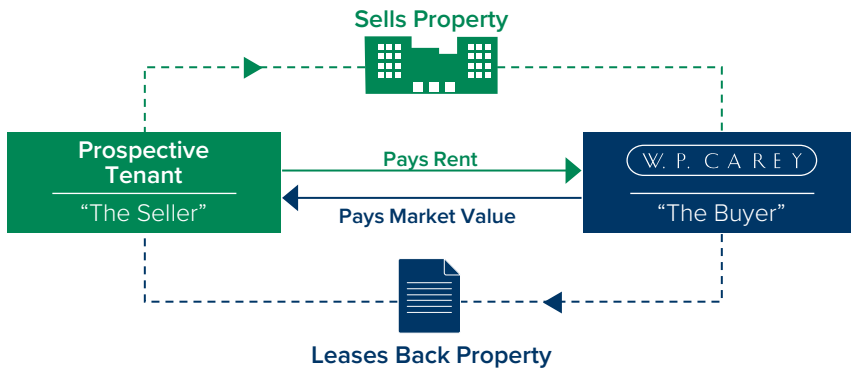 Sells Property
Prospective
Tenant
“The Seller”
Pays Rent
Pays Market Value
W. P. CAREY
“The Buyer”
Leases Back Property